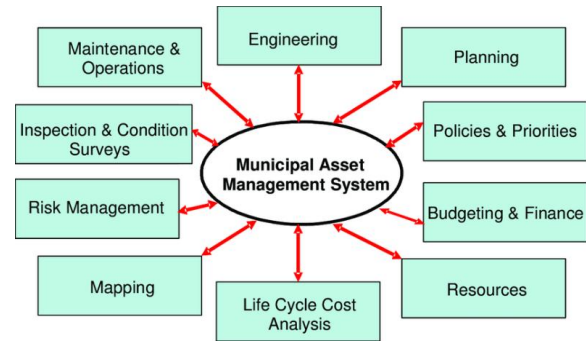 Engineering
Maintenance &
Operations
Planning
Inspection & Condition
Surveys
Policies & Priorities
Municipal Asset
Management System
Risk Management
Budgeting & Finance
Mapping
Life Cycle Cost
Analysis
Resources